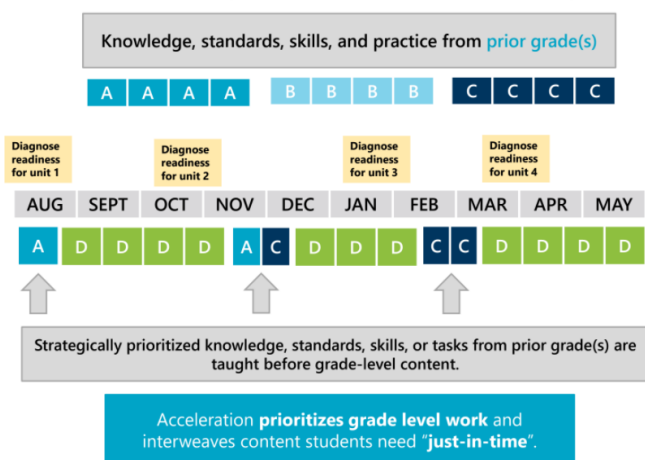 Knowledge, standards, skills, and practice from prior grade(s)
A A A A B B B B C C C C
Diagnose
readiness
for unit 1
Diagnose
readiness
for unit 2
Diagnose
readiness
for unit 3
Diagnose
readiness
for unit 4
AUG SEPT OCT NOV DEC JAN FEB MAR APR MAY
A D D D D A C D D D C C D D D D
Strategically prioritized knowledge, standards, skills, or tasks from prior grade(s) are
taught before grade-level content.
Acceleration prioritizes grade level work and
interweaves content students need "just-in-time".